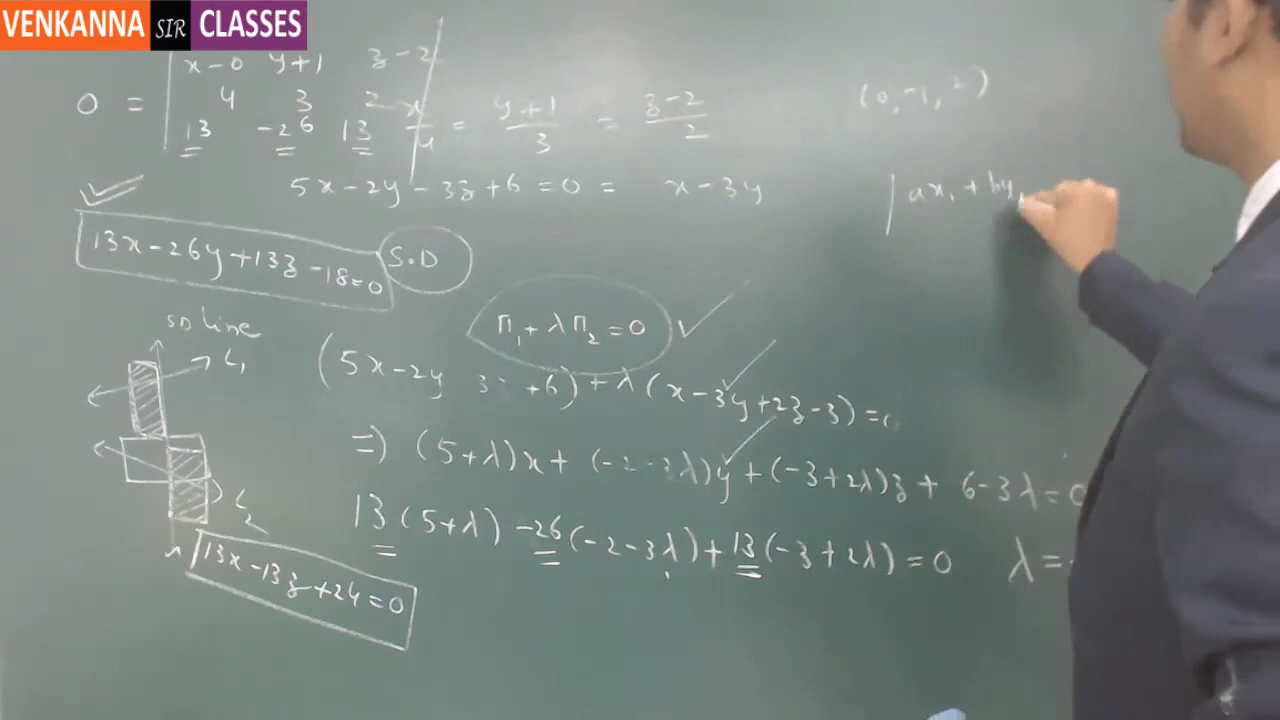 VENKANNA SIR CLASSES
x-0 y+1 z-2
0 = 4 3 2
13 -26 13
x/4 = y+1/3 = z-2/2
(0,-1,2)
5x-2y-3z+6=0= x-3y
| ax₁+by₁
13x-26y+13z-18=0
S.D
SD Line
L₁
Π₁+λΠ₂=0
(5x-2y 3z +6)+λ(x-3y+2z-3)=0
=) (5+λ)x+(-2-3λ)y+(-3+2λ)z+ 6-3λ=0
L₂
13(5+λ)-26(-2-3λ)+13(-3+2λ)=0 λ=
13x-13z+24=0